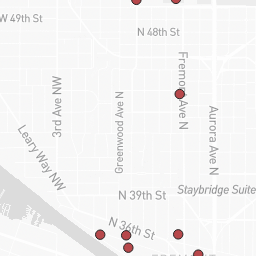 W 49th St
N 48th St
Fremont Ave N
3rd Ave NW
Greenwood Ave N
Aurora Ave N
Leary Way NW
N 39th St
Staybridge Suite
N 36th St